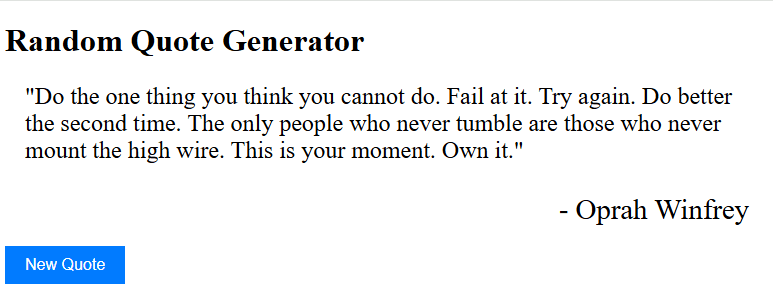 Random Quote Generator
"Do the one thing you think you cannot do. Fail at it. Try again. Do better
the second time. The only people who never tumble are those who never
mount the high wire. This is your moment. Own it."
- Oprah Winfrey
New Quote